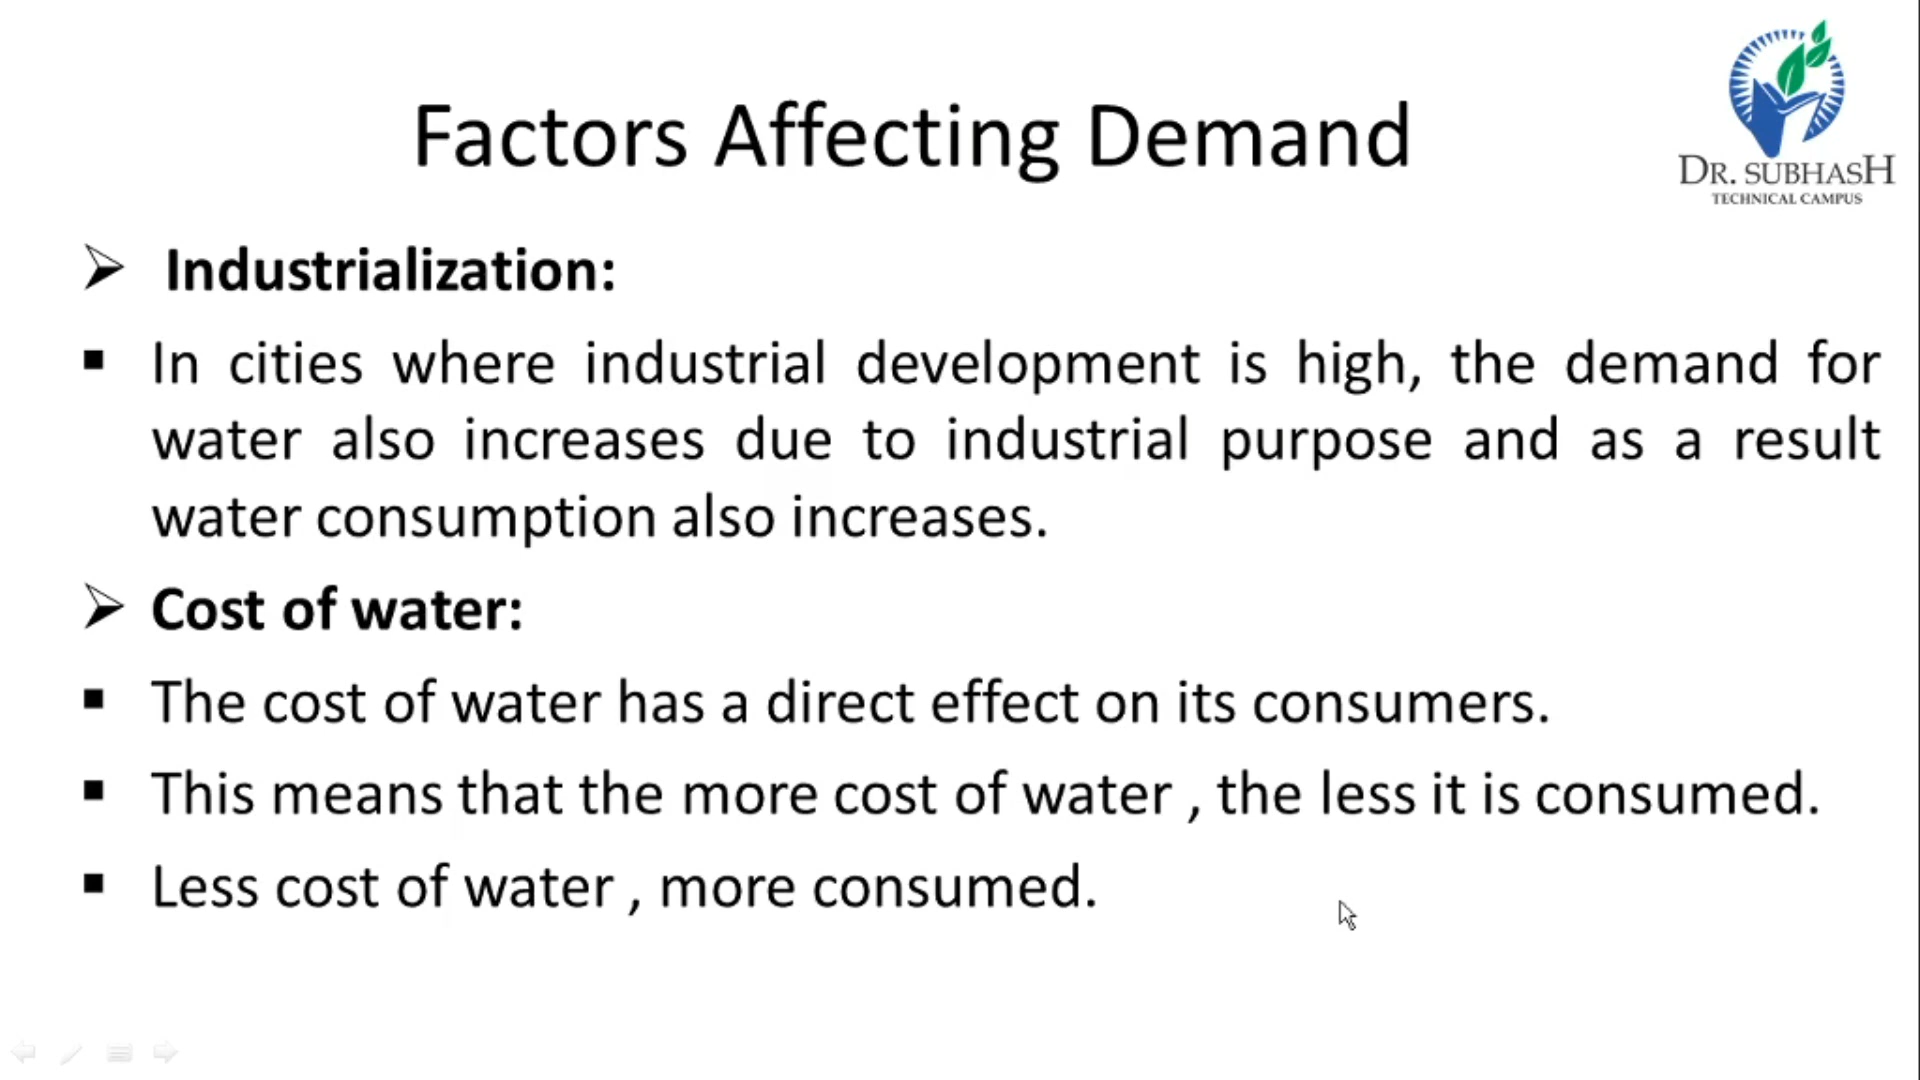 Factors Affecting Demand
DR. SUBHASH
TECHNICAL CAMPUS
Industrialization:
In cities where industrial development is high, the demand for
water also increases due to industrial purpose and as a result
water consumption also increases.
Cost of water:
The cost of water has a direct effect on its consumers.
This means that the more cost of water , the less it is consumed.
Less cost of water , more consumed.